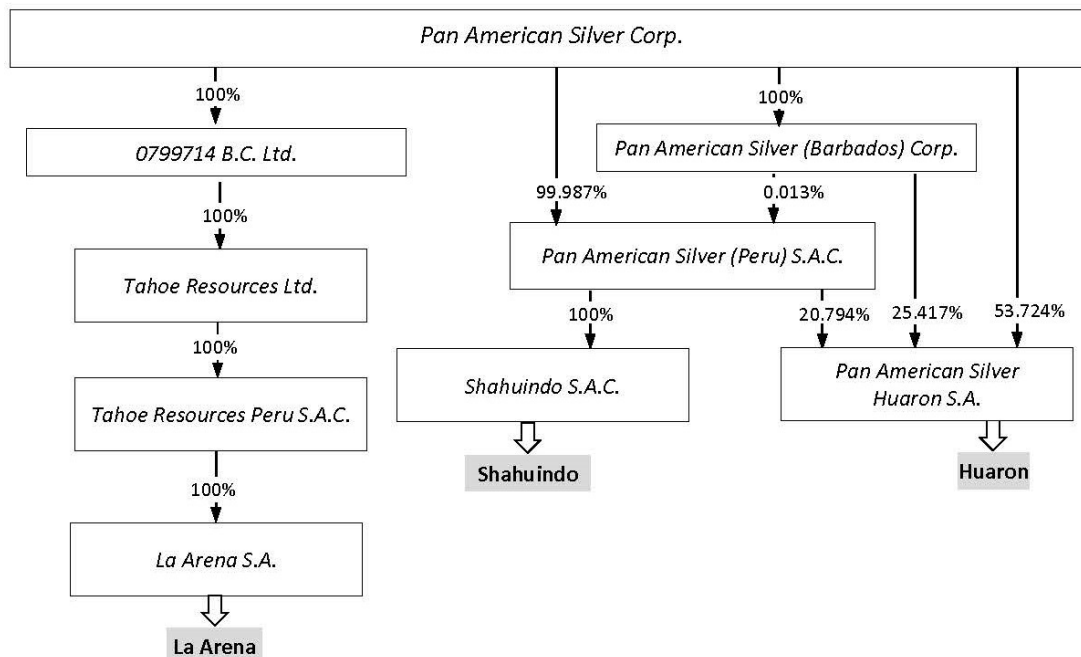 Pan American Silver Corp.
100%
100%
0799714 B.C. Ltd.
Pan American Silver (Barbados) Corp.
99.987%
0.013%
100%
Tahoe Resources Ltd.
Pan American Silver (Peru) S.A.C.
100%
20.794%
25.417%
53.724%
100%
Tahoe Resources Peru S.A.C.
Shahuindo S.A.C.
Pan American Silver
Huaron S.A.
Shahuindo
Huaron
100%
La Arena S.A.
La Arena